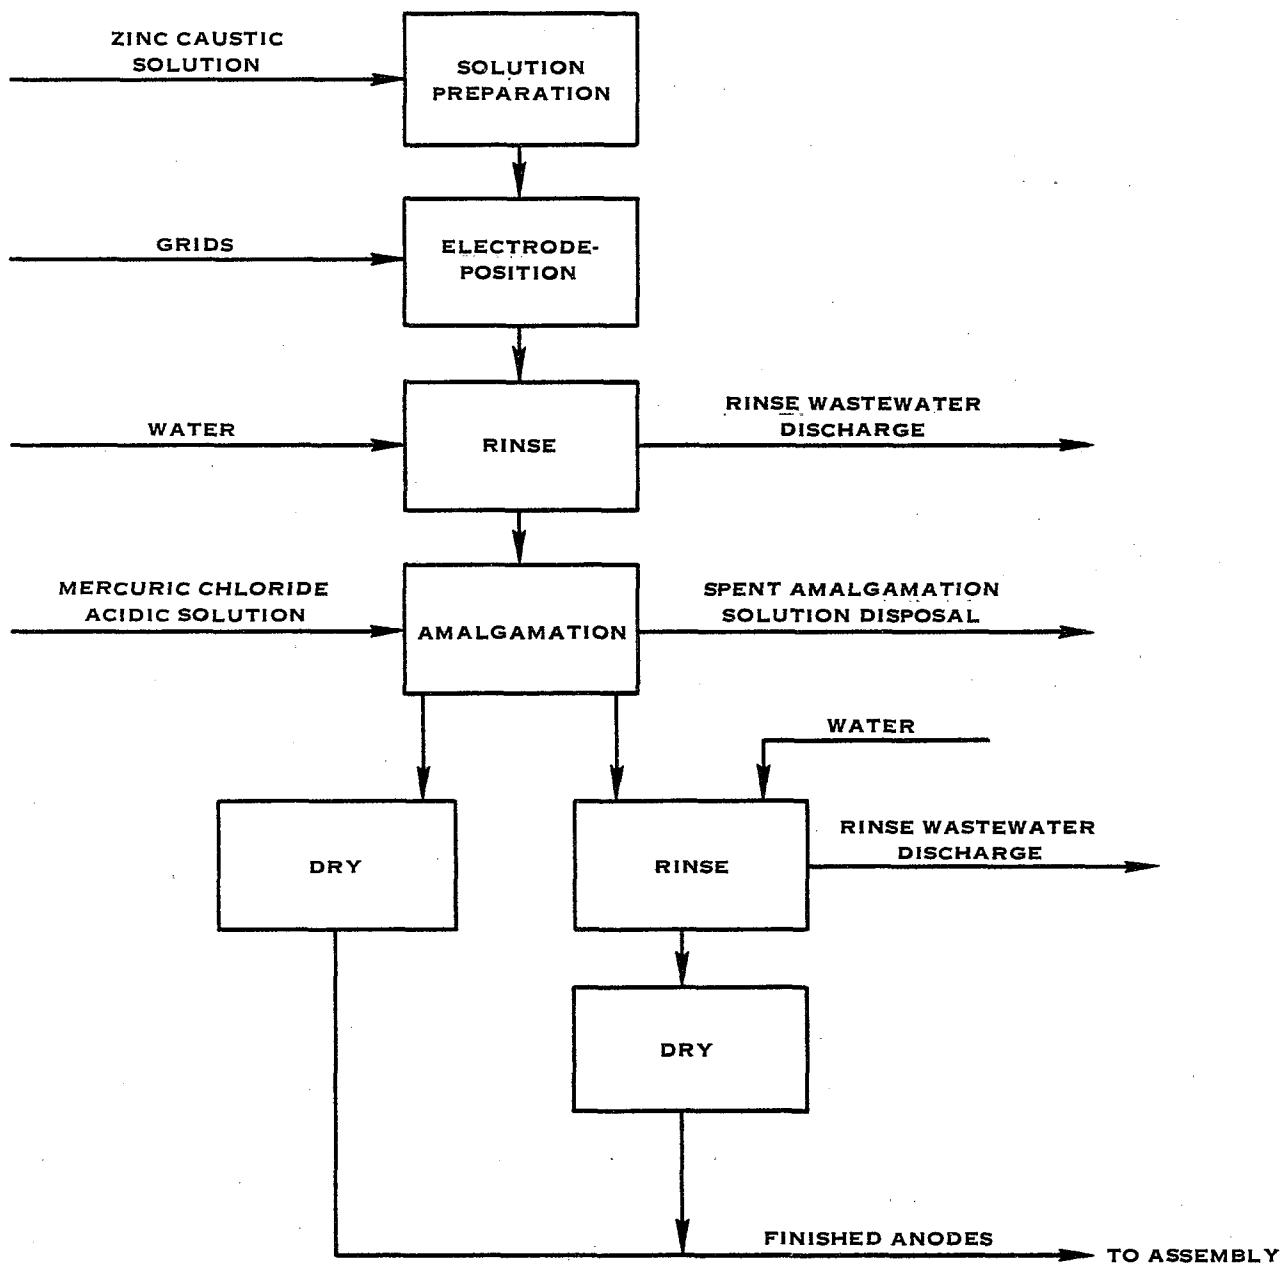 ZINC CAUSTIC
SOLUTION
SOLUTION
PREPARATION
GRIDS
ELECTRODE-
POSITION
WATER
RINSE
RINSE WASTEWATER
DISCHARGE
MERCURIC CHLORIDE
ACIDIC SOLUTION
AMALGAMATION
SPENT AMALGAMATION
SOLUTION DISPOSAL
WATER
DRY
RINSE
RINSE WASTEWATER
DISCHARGE
DRY
FINISHED ANODES
TO ASSEMBLY